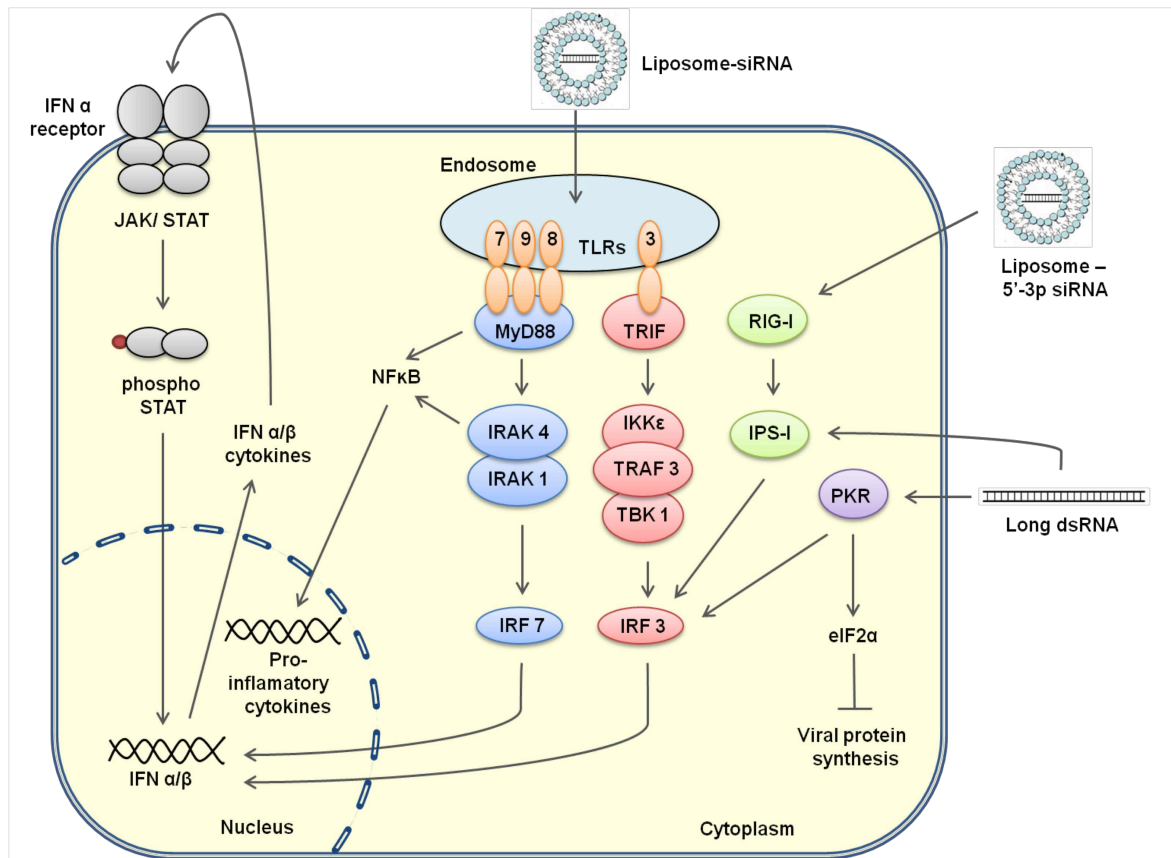 Liposome-siRNA
IFN α
receptor
Endosome
7 9 8
TLRs
3
JAK/ STAT
Liposome –
5'-3p siRNA
MyD88
TRIF
RIG-I
NFκB
phospho
STAT
IFN α/β
cytokines
IRAK 4
IRAK 1
IKKε
TRAF 3
TBK 1
IPS-I
PKR
Long dsRNA
IRF 7
IRF 3
eIF2α
Pro-
inflamatory
cytokines
Viral protein
synthesis
IFN α/β
Nucleus
Cytoplasm